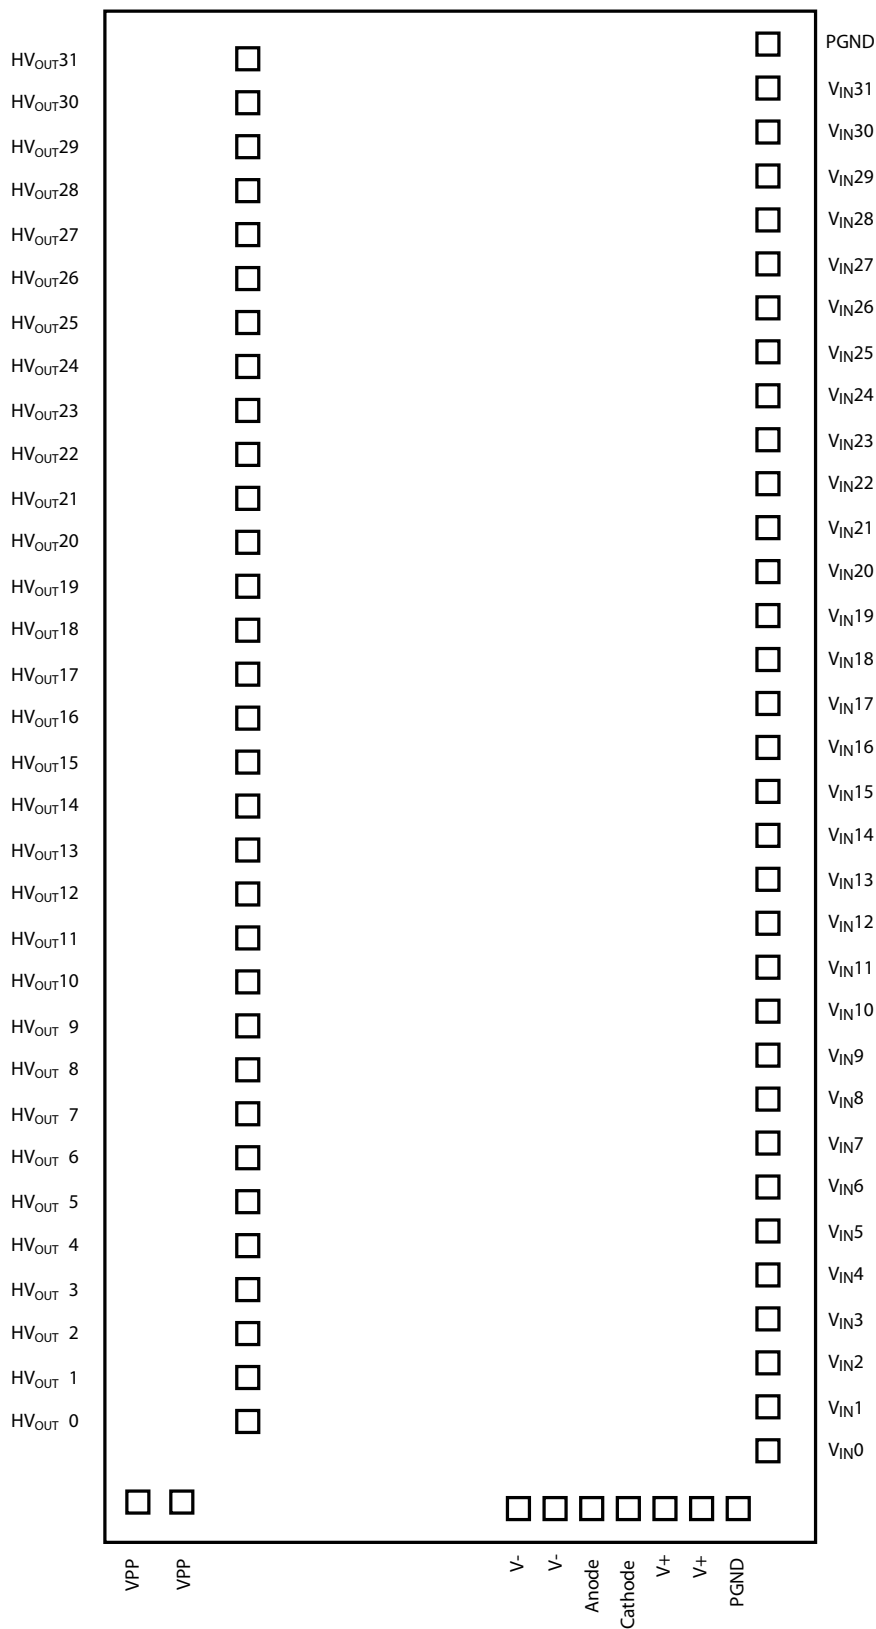 HVOUT31
HVOUT30
HVOUT29
HVOUT28
HVOUT27
HVOUT26
HVOUT25
HVOUT24
HVOUT23
HVOUT22
HVOUT21
HVOUT20
HVOUT19
HVOUT18
HVOUT17
HVOUT16
HVOUT15
HVOUT14
HVOUT13
HVOUT12
HVOUT11
HVOUT10
HVOUT 9
HVOUT 8
HVOUT 7
HVOUT 6
HVOUT 5
HVOUT 4
HVOUT 3
HVOUT 2
HVOUT 1
HVOUT 0
PGND
VIN31
VIN30
VIN29
VIN28
VIN27
VIN26
VIN25
VIN24
VIN23
VIN22
VIN21
VIN20
VIN19
VIN18
VIN17
VIN16
VIN15
VIN14
VIN13
VIN12
VIN11
VIN10
VIN9
VIN8
VIN7
VIN6
VIN5
VIN4
VIN3
VIN2
VIN1
VIN0
VPP
VPP
V-
V-
Anode
Cathode
V+
V+
PGND